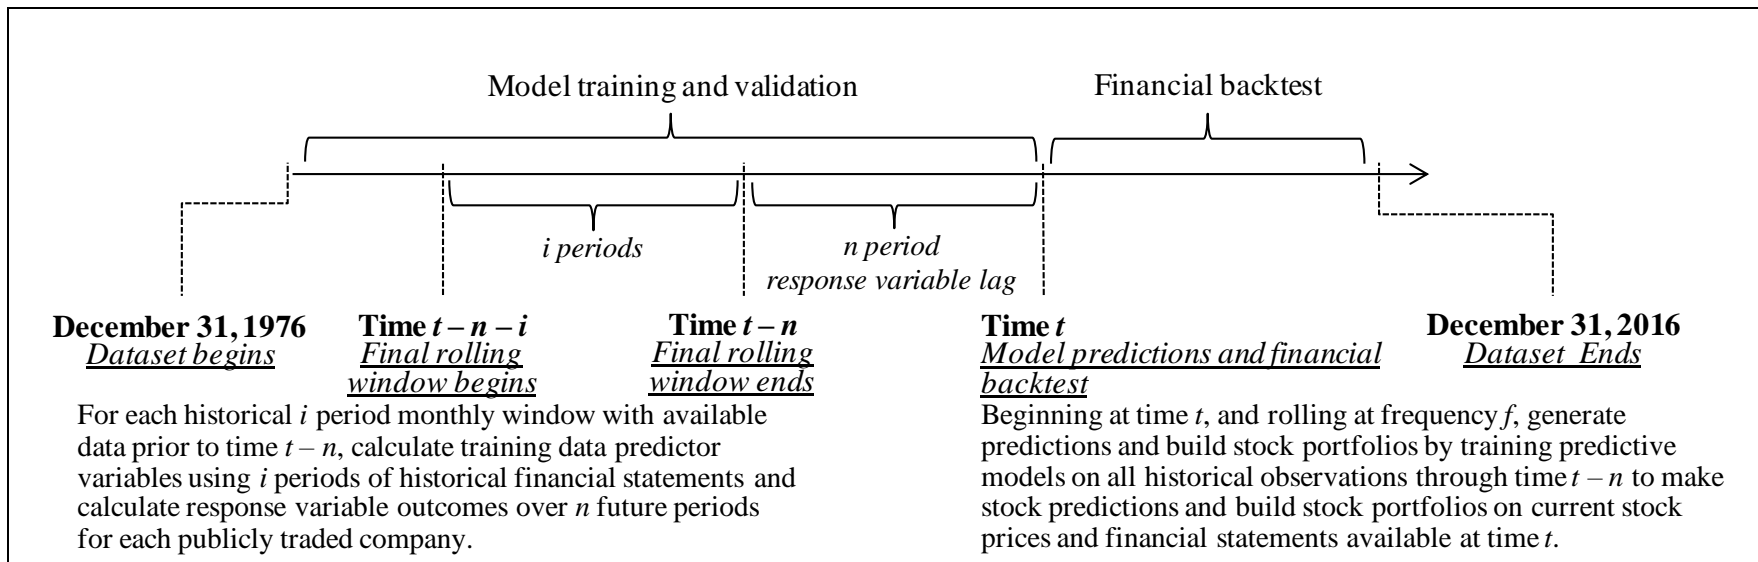 Model training and validation
Financial backtest
i periods
n period
response variable lag
December 31, 1976
Dataset begins
Time t – n – i
Final rolling
window begins
Time t – n
Final rolling
window ends
Time t
Model predictions and financial
backtest
December 31, 2016
Dataset Ends
For each historical i period monthly window with available
data prior to time t – n, calculate training data predictor
variables using i periods of historical financial statements and
calculate response variable outcomes over n future periods
for each publicly traded company.
Beginning at time t, and rolling at frequency f, generate
predictions and build stock portfolios by training predictive
models on all historical observations through time t – n to make
stock predictions and build stock portfolios on current stock
prices and financial statements available at time t.